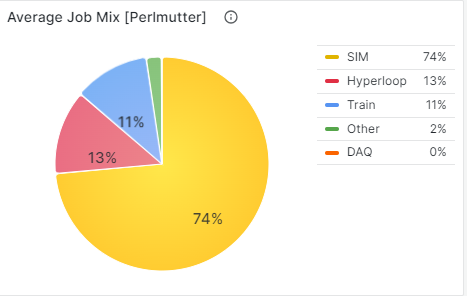 Average Job Mix [Perlmutter]
SIM 74%
Hyperloop 13%
Train 11%
Other 2%
DAQ 0%
11%
13%
74%